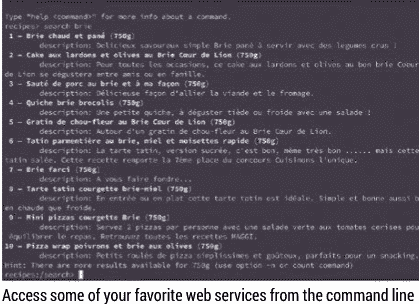 Type "help <command>" for more info about a command.
recipes> search brie
1 — Brie chaud et pané (750g)
description: Délicieux savoureux simple Brie pané à servir avec des legumes crus !
2 — Cake aux lardons et olives au Brie Cœur de Lion (750g)
description: Pour toutes les occasions, ce cake aux lardons et olives au bon brie Coeur
de Lion se dégustera entre amis ou en famille.
3 — Sauté de porc au brie et à ma façon (750g)
description: Délicieuse façon d'allier la viande et le fromage.
4 — Quiche brie brocolis (750g)
description: Une petite quiche, à déguster tiède ou froide avec une salade !
5 — Gratin de chou-fleur au Brie Cœur de Lion (750g)
description: Autour d'un gratin de chou-fleur au Brie Cœur de Lion.
6 — Tatin parmentière au brie, miel et noisettes rapide (750g)
description: La tarte tatin, version sucrée, c'est bon, même très bon ...... mais cette
tatin salée. Cette recette remporte la 7ème place du concours Cuisinons l'unique.
7 — Brie farci (750g)
description: A vous faire fondre...
8 — Tarte tatin courgette brie-miel (750g)
description: En entrée ou en plat cette tarte tatin est idéale. Simple et bonne aussi b
en chaude que froide.
9 — Mini pizzas courgette Brie (750g)
description: Servez 2 pizzas par personne avec une salade verte aux tomates cerises pou
équilibrer le repas. Retrouvez toutes les recettes MAGGI.
10 — Pizza wrap poivrons et brie aux olives (750g)
description: Petits roulés de pizza simplissimes et goûteux, parfaits pour un snacking.
Hint: There are more results available for 750g (use option -n or count command)
recipes:/search>
Access some of your favorite web services from the command line